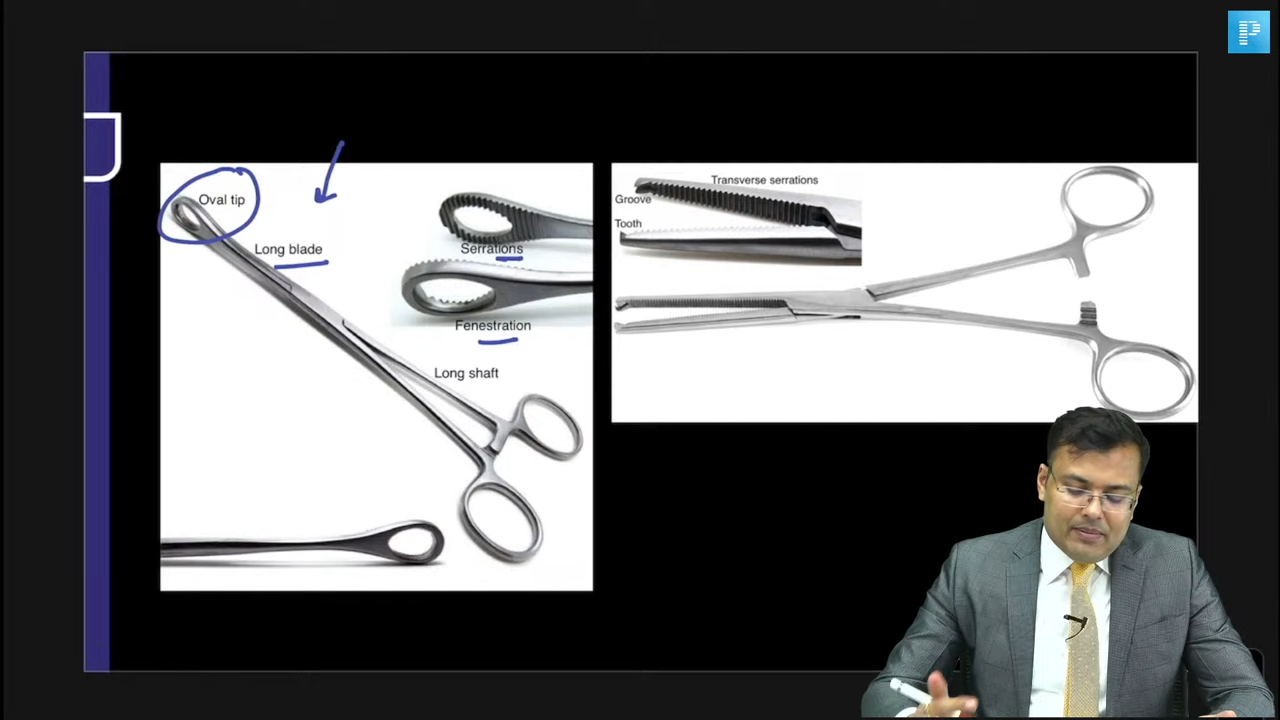 Oval tip
Long blade
Serrations
Fenestration
Long shaft
Transverse serrations
Groove
Tooth
P